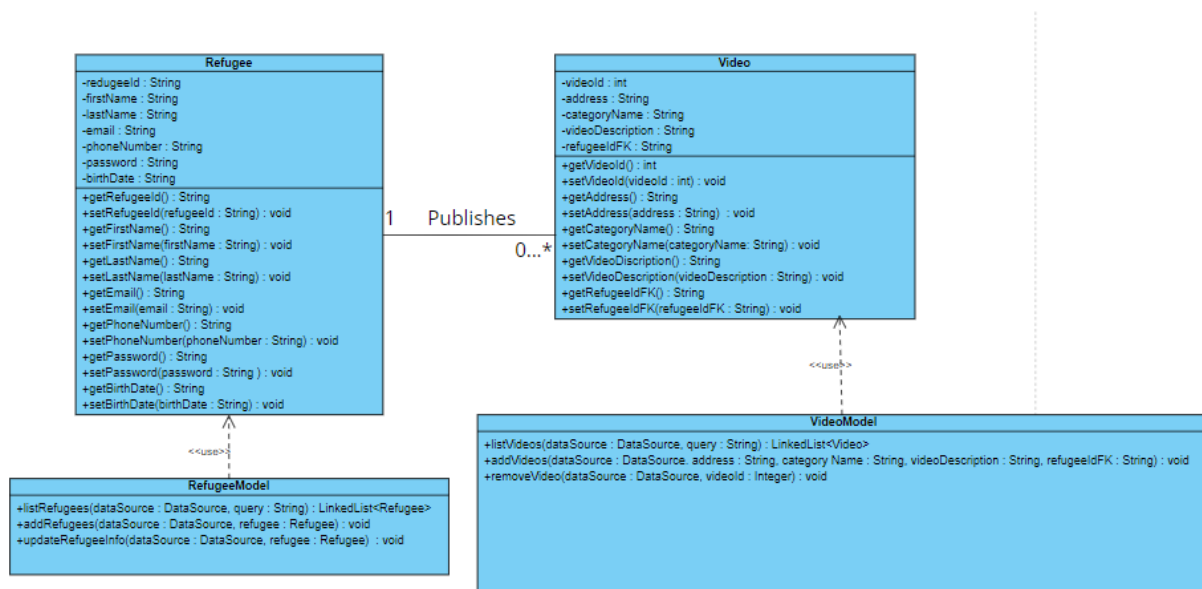 Refugee
-redugeeId : String
-firstName : String
-lastName : String
-email : String
-phoneNumber : String
-password : String
-birthDate : String
+getRefugeeId() : String
+setRefugeeId(refugeeId : String) : void
+getFirstName() : String
+setFirstName(firstName : String) : void
+getLastName() : String
+setLastName(lastName : String) : void
+getEmail() : String
+setEmail(email : String) : void
+getPhoneNumber() : String
+setPhoneNumber(phoneNumber : String) : void
+getPassword() : String
+setPassword(password : String ) : void
+getBirthDate() : String
+setBirthDate(birthDate : String) : void
1 Publishes
0...*
Video
-videoId : int
-address : String
-categoryName : String
-videoDescription : String
-refugeeIdFK : String
+getVideoId() : int
+setVideoId(videoId : int) : void
+getAddress() : String
+setAddress(address : String) : void
+getCategoryName() : String
+setCategoryName(categoryName: String) : void
+getVideoDiscription() : String
+setVideoDescription(videoDescription : String) : void
+getRefugeeIdFK() : String
+setRefugeeIdFK(refugeeIdFK : String) : void
<<use>>
<<use>>
RefugeeModel
+listRefugees(dataSource : DataSource, query : String) : LinkedList<Refugee>
+addRefugees(dataSource : DataSource, refugee : Refugee) : void
+updateRefugeeInfo(dataSource : DataSource, refugee : Refugee) : void
VideoModel
+listVideos(dataSource : DataSource, query : String) : LinkedList<Video>
+addVideos(dataSource : DataSource. address : String, category Name : String, videoDescription : String, refugeeIdFK : String) : void
+removeVideo(dataSource : DataSource, videoId : Integer) : void